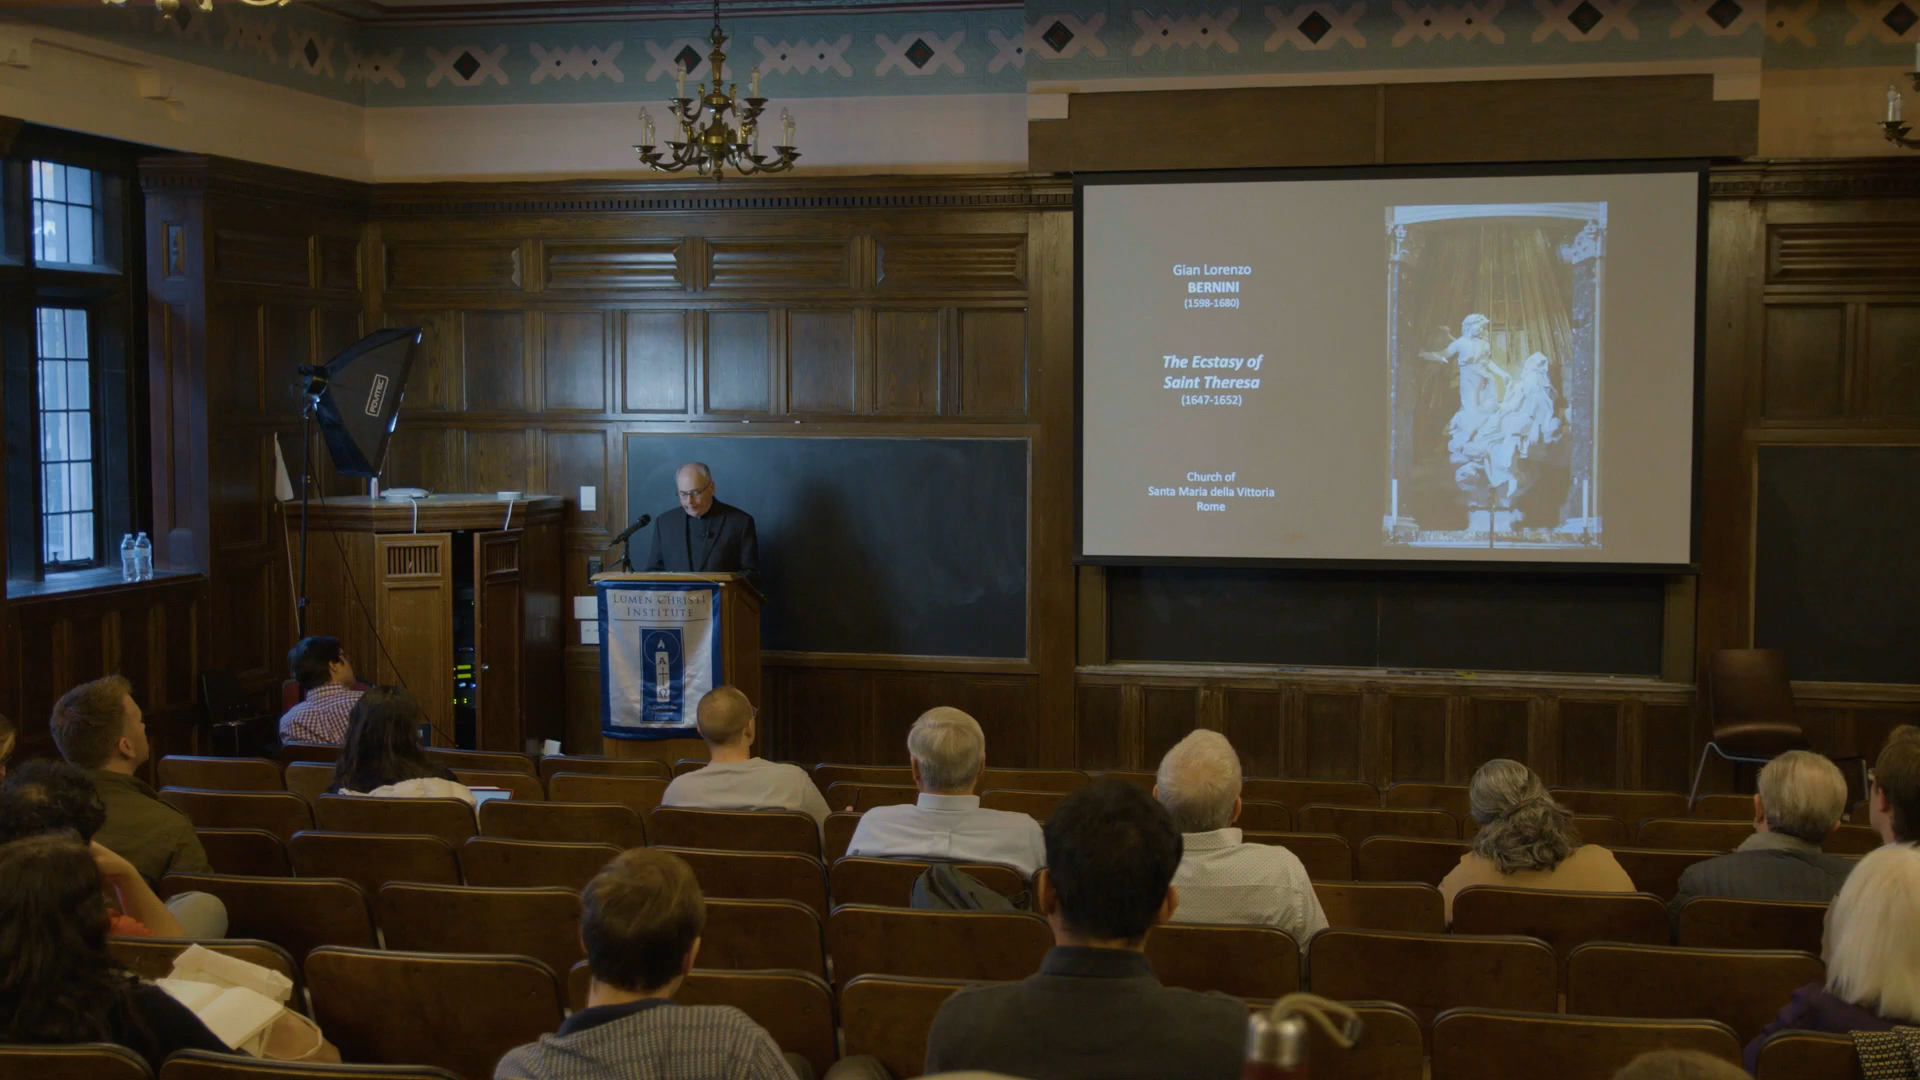 Gian Lorenzo
BERNINI
(1598-1680)
The Ecstasy of
Saint Theresa
(1647-1652)
Church of
Santa Maria della Vittoria
Rome
FOVITEC
LUMEN CHRISTI
INSTITUTE